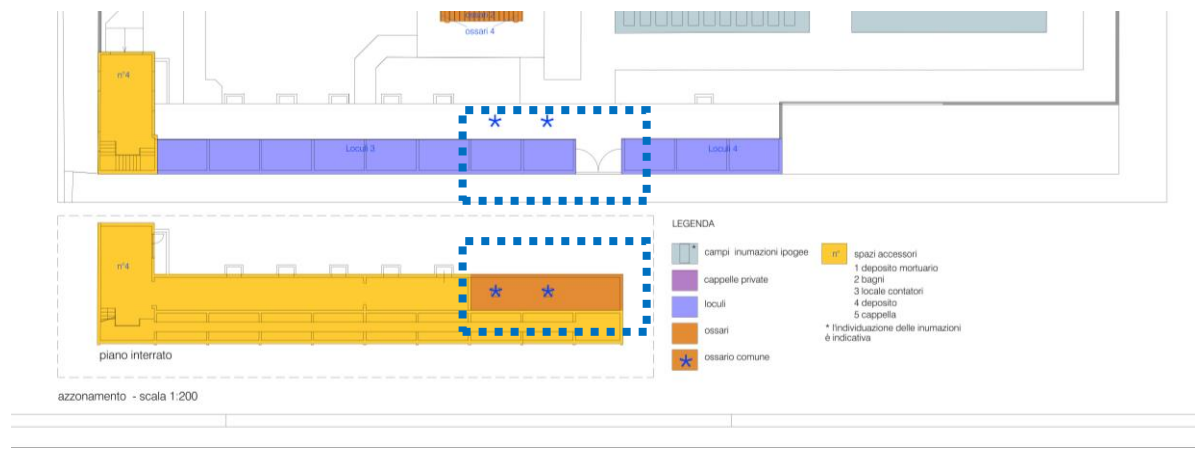 ossari 2
ossari 4
n°4
Loculi 3
Loculi 4
n°4
piano interrato
azzonamento - scala 1:200
LEGENDA
* campi inumazioni ipogee
cappelle private
loculi
ossari
ossario comune
n° spazi accessori
1 deposito mortuario
2 bagni
3 locale contatori
4 deposito
5 cappella
* l'individuazione delle inumazioni
è indicativa